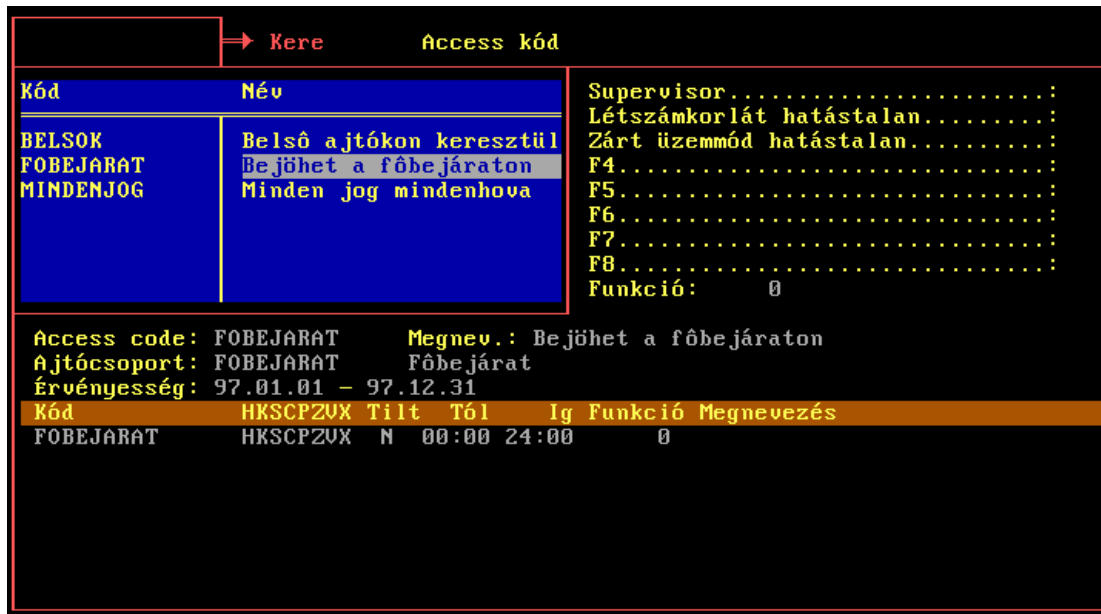 Kere Access kód
Kód Név
BELSOK Belsô ajtókon keresztül
FOBEJARAT Bejöhet a fôbejáraton
MINDENJOG Minden jog mindenhova
Supervisor.......................:
Létszámkorlát hatástalan.........:
Zárt üzemmód hatástalan..........:
F4...............................:
F5...............................:
F6...............................:
F7...............................:
F8...............................:
Funkció: 0
Access code: FOBEJARAT Megnev.: Bejöhet a fôbejáraton
Ajtócsoport: FOBEJARAT Fôbejárat
Érvényesség: 97.01.01 - 97.12.31
Kód HKSCPZVX Tilt Tól Ig Funkció Megnevezés
FOBEJARAT HKSCPZVX N 00:00 24:00 0